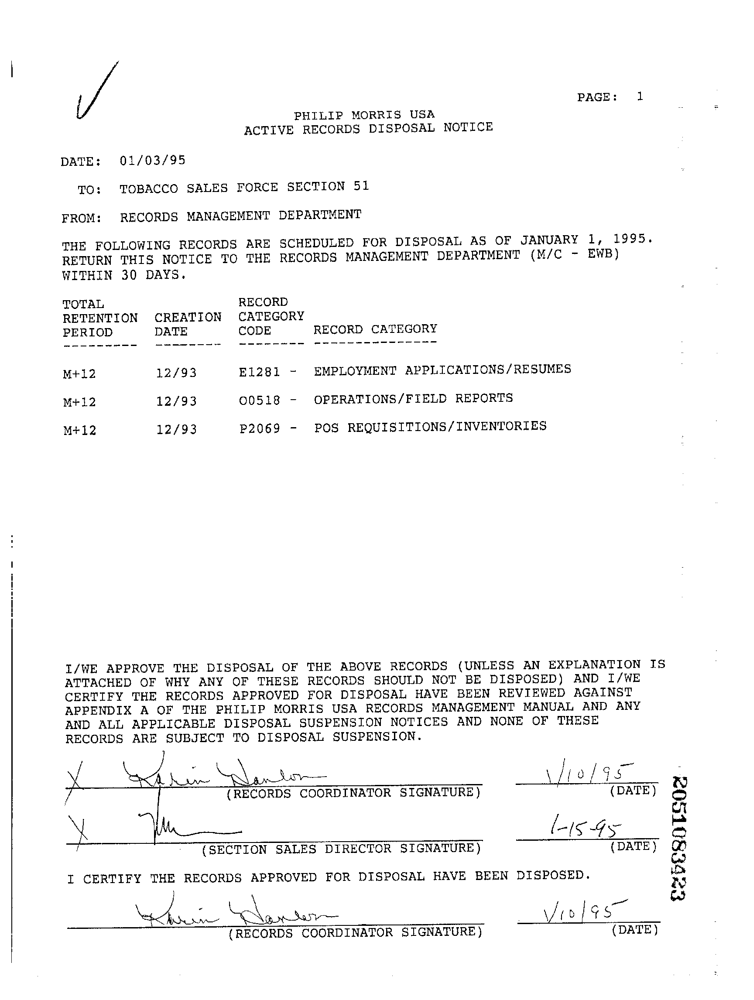 PAGE: 1
PHILIP MORRIS USA
ACTIVE RECORDS DISPOSAL NOTICE
DATE: 01/03/95
TO: TOBACCO SALES FORCE SECTION 51
FROM: RECORDS MANAGEMENT DEPARTMENT
THE FOLLOWING RECORDS ARE SCHEDULED FOR DISPOSAL AS OF JANUARY 1, 1995.
RETURN THIS NOTICE TO THE RECORDS MANAGEMENT DEPARTMENT (M/C - EWB)
WITHIN 30 DAYS.
TOTAL RECORD
RETENTION CREATION CATEGORY
PERIOD DATE CODE RECORD CATEGORY
--------- -------- -------- ---------------
M+12 12/93 E1281 - EMPLOYMENT APPLICATIONS/RESUMES
M+12 12/93 O0518 - OPERATIONS/FIELD REPORTS
M+12 12/93 P2069 - POS REQUISITIONS/INVENTORIES
I/WE APPROVE THE DISPOSAL OF THE ABOVE RECORDS (UNLESS AN EXPLANATION IS
ATTACHED OF WHY ANY OF THESE RECORDS SHOULD NOT BE DISPOSED) AND I/WE
CERTIFY THE RECORDS APPROVED FOR DISPOSAL HAVE BEEN REVIEWED AGAINST
APPENDIX A OF THE PHILIP MORRIS USA RECORDS MANAGEMENT MANUAL AND ANY
AND ALL APPLICABLE DISPOSAL SUSPENSION NOTICES AND NONE OF THESE
RECORDS ARE SUBJECT TO DISPOSAL SUSPENSION.
X Karin Hanlon 1/10/95
(RECORDS COORDINATOR SIGNATURE) (DATE)
X 1-15-95
(SECTION SALES DIRECTOR SIGNATURE) (DATE)
I CERTIFY THE RECORDS APPROVED FOR DISPOSAL HAVE BEEN DISPOSED.
Karin Hanlon 1/10/95
(RECORDS COORDINATOR SIGNATURE) (DATE)
2051083423